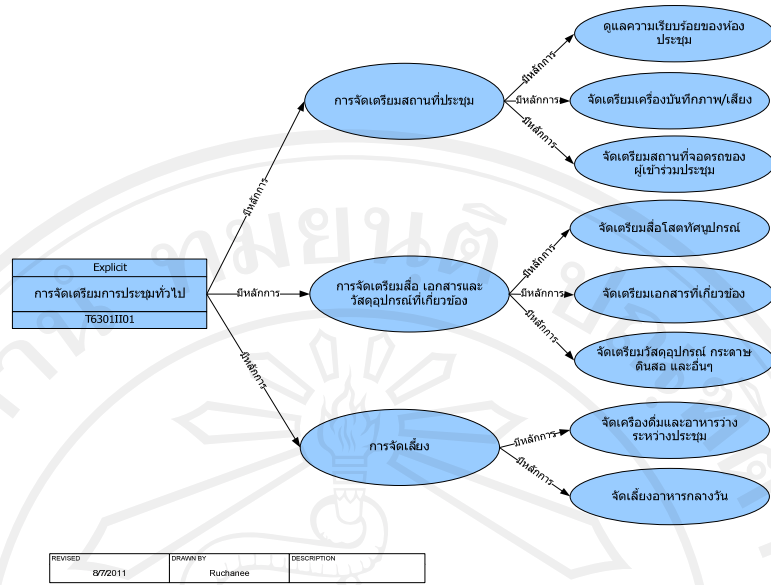 ดูแลความเรียบร้อยของห้อง
ประชุม
มีหลักการ
การจัดเตรียมสถานที่ประชุม
มีหลักการ
จัดเตรียมเครื่องบันทึกภาพ/เสียง
มีหลักการ
จัดเตรียมสถานที่จอดรถของ
ผู้เข้าร่วมประชุม
มีหลักการ
จัดเตรียมสื่อโสตทัศนูปกรณ์
มีหลักการ
Explicit
การจัดเตรียมการประชุมทั่วไป
T6301II01
มีหลักการ
การจัดเตรียมสื่อ เอกสารและ
วัสดุอุปกรณ์ที่เกี่ยวข้อง
มีหลักการ
จัดเตรียมเอกสารที่เกี่ยวข้อง
มีหลักการ
จัดเตรียมวัสดุอุปกรณ์ กระดาษ
ดินสอ และอื่นๆ
มีหลักการ
การจัดเลี้ยง
มีหลักการ
จัดเครื่องดื่มและอาหารว่าง
ระหว่างประชุม
มีหลักการ
จัดเลี้ยงอาหารกลางวัน
REVISED
8/7/2011
DRAWN BY
Ruchanee
DESCRIPTION